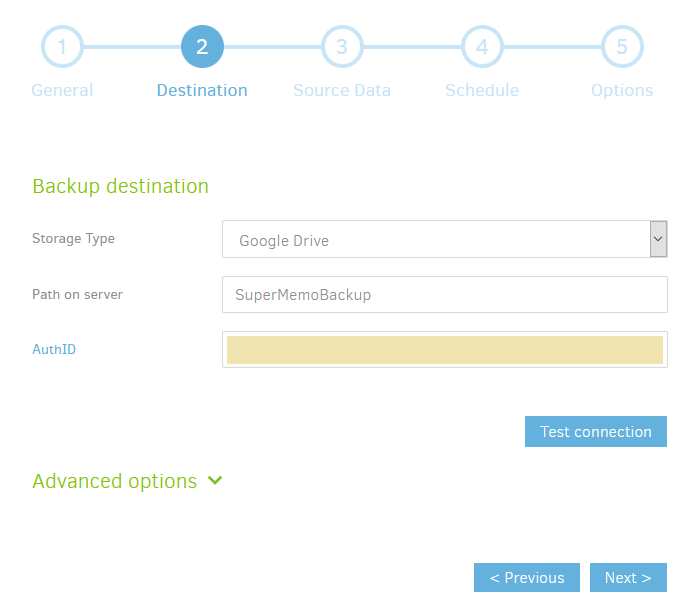 1 2 3 4 5
General Destination Source Data Schedule Options
Backup destination
Storage Type Google Drive
Path on server SuperMemoBackup
AuthID
Test connection
Advanced options
< Previous Next >